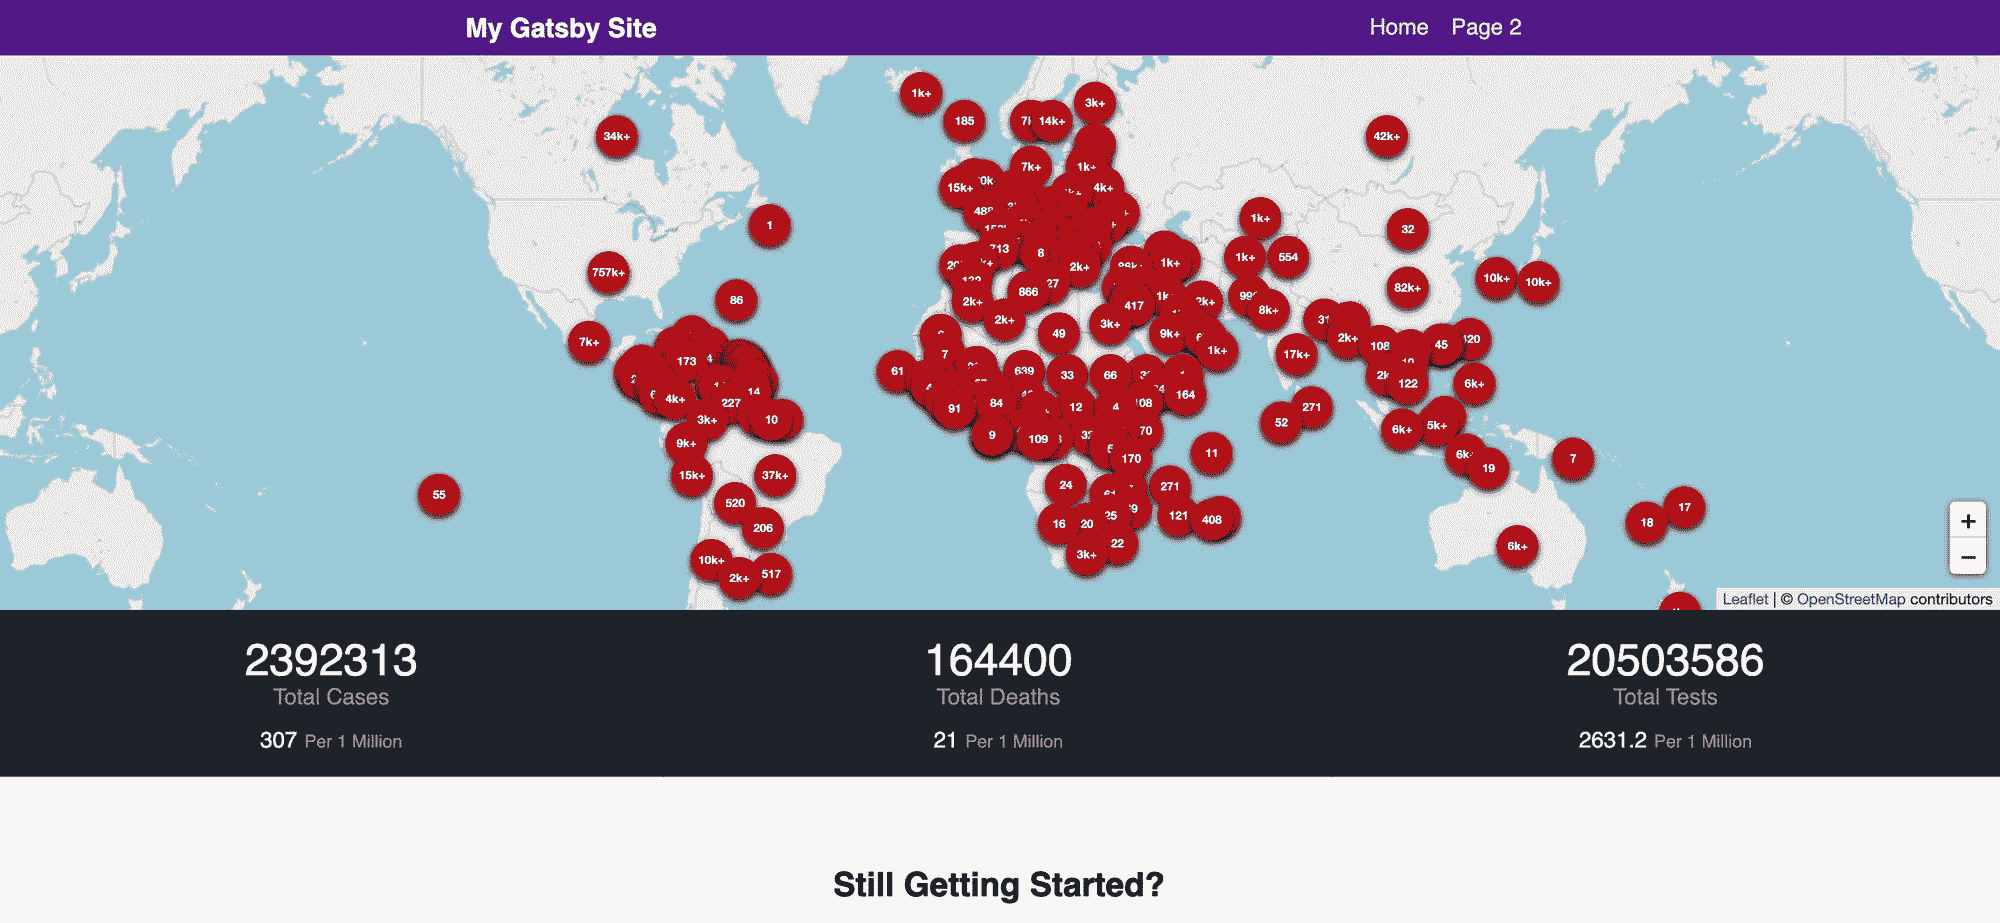 My Gatsby Site
Home Page 2
1k+
3k+
185
14k+
34k+
42k+
7k+
1k+
15k+
4k+
1
1k+
32
713
8
2k+
1k+
1k+
554
757k+
866
10k+
10k+
82k+
86
2k+
417
8k+
2k+
3k+
49
9k+
7k+
2k+
108
45
1k+
17k+
173
7
61
639
33
66
122
6k+
164
4k+
227
14
91
84
12
4
271
3k+
10
52
9
109
6k+
5k+
9k+
170
11
7
15k+
37k+
24
271
19
55
520
16
20
25
121
408
18
17
206
22
3k+
6k+
10k+
2k+
517
+
−
Leaflet | © OpenStreetMap contributors
2392313
Total Cases
307 Per 1 Million
164400
Total Deaths
21 Per 1 Million
20503586
Total Tests
2631.2 Per 1 Million
Still Getting Started?